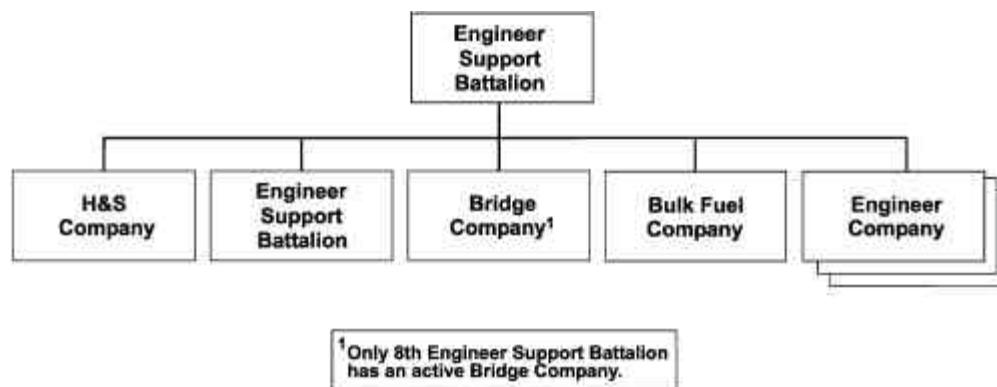 Engineer
Support
Battalion
H&S
Company
Engineer
Support
Battalion
Bridge
Company¹
Bulk Fuel
Company
Engineer
Company
¹Only 8th Engineer Support Battalion
has an active Bridge Company.